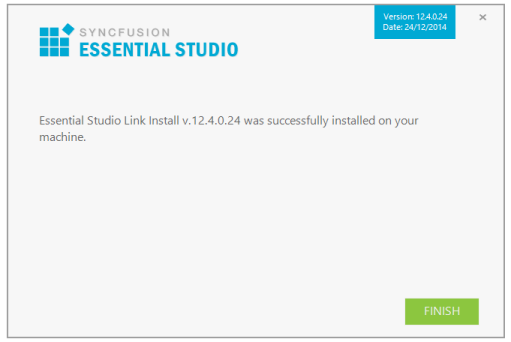 SYNCFUSION
ESSENTIAL STUDIO
Version: 12.4.0.24
Date: 24/12/2014
Essential Studio Link Install v.12.4.0.24 was successfully installed on your
machine.
FINISH